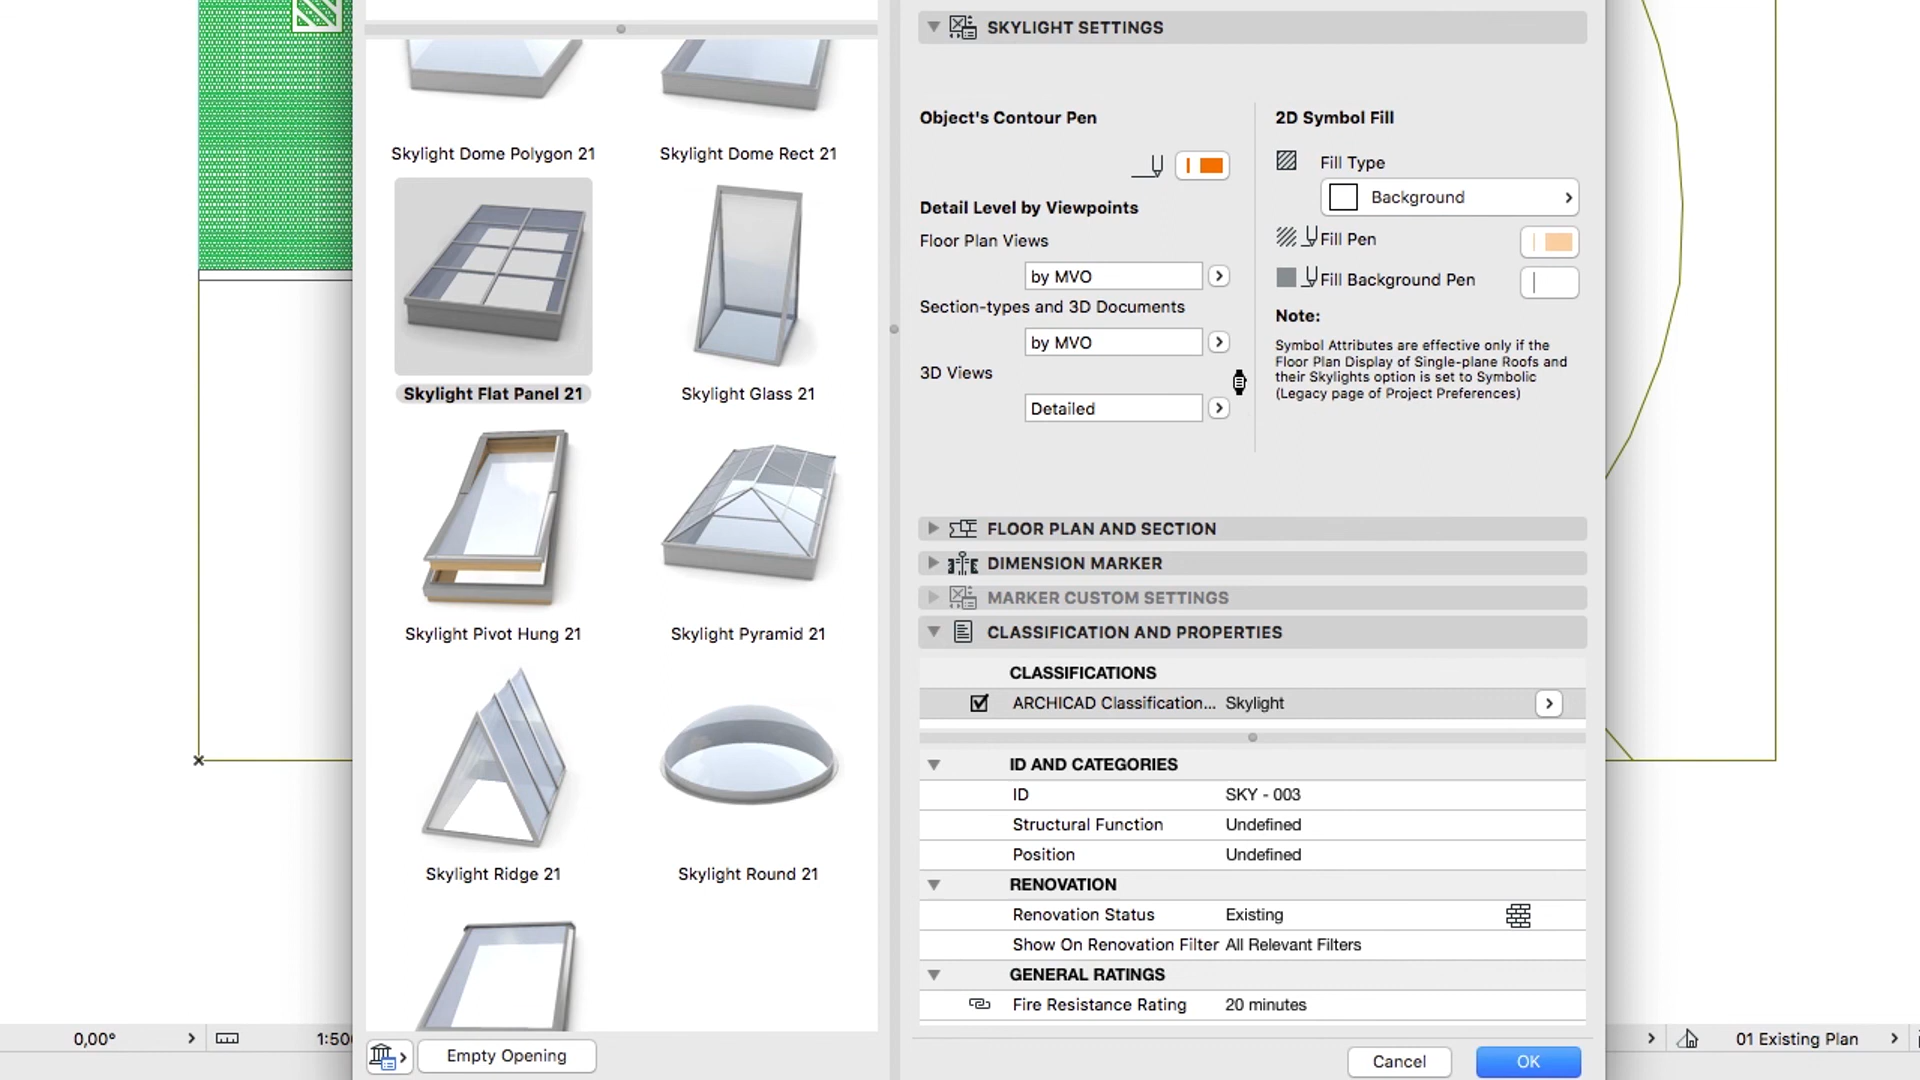 SKYLIGHT SETTINGS
Skylight Dome Polygon 21
Skylight Dome Rect 21
Skylight Flat Panel 21
Skylight Glass 21
Skylight Pivot Hung 21
Skylight Pyramid 21
Skylight Ridge 21
Skylight Round 21
Empty Opening
Object's Contour Pen
Detail Level by Viewpoints
Floor Plan Views
by MVO
Section-types and 3D Documents
by MVO
3D Views
Detailed
2D Symbol Fill
Fill Type
Background
Fill Pen
Fill Background Pen
Note:
Symbol Attributes are effective only if the
Floor Plan Display of Single-plane Roofs and
their Skylights option is set to Symbolic
(Legacy page of Project Preferences)
FLOOR PLAN AND SECTION
DIMENSION MARKER
MARKER CUSTOM SETTINGS
CLASSIFICATION AND PROPERTIES
CLASSIFICATIONS
ARCHICAD Classification... Skylight
ID AND CATEGORIES
ID SKY - 003
Structural Function Undefined
Position Undefined
RENOVATION
Renovation Status Existing
Show On Renovation Filter All Relevant Filters
GENERAL RATINGS
Fire Resistance Rating 20 minutes
Cancel
OK
0,00°
01 Existing Plan